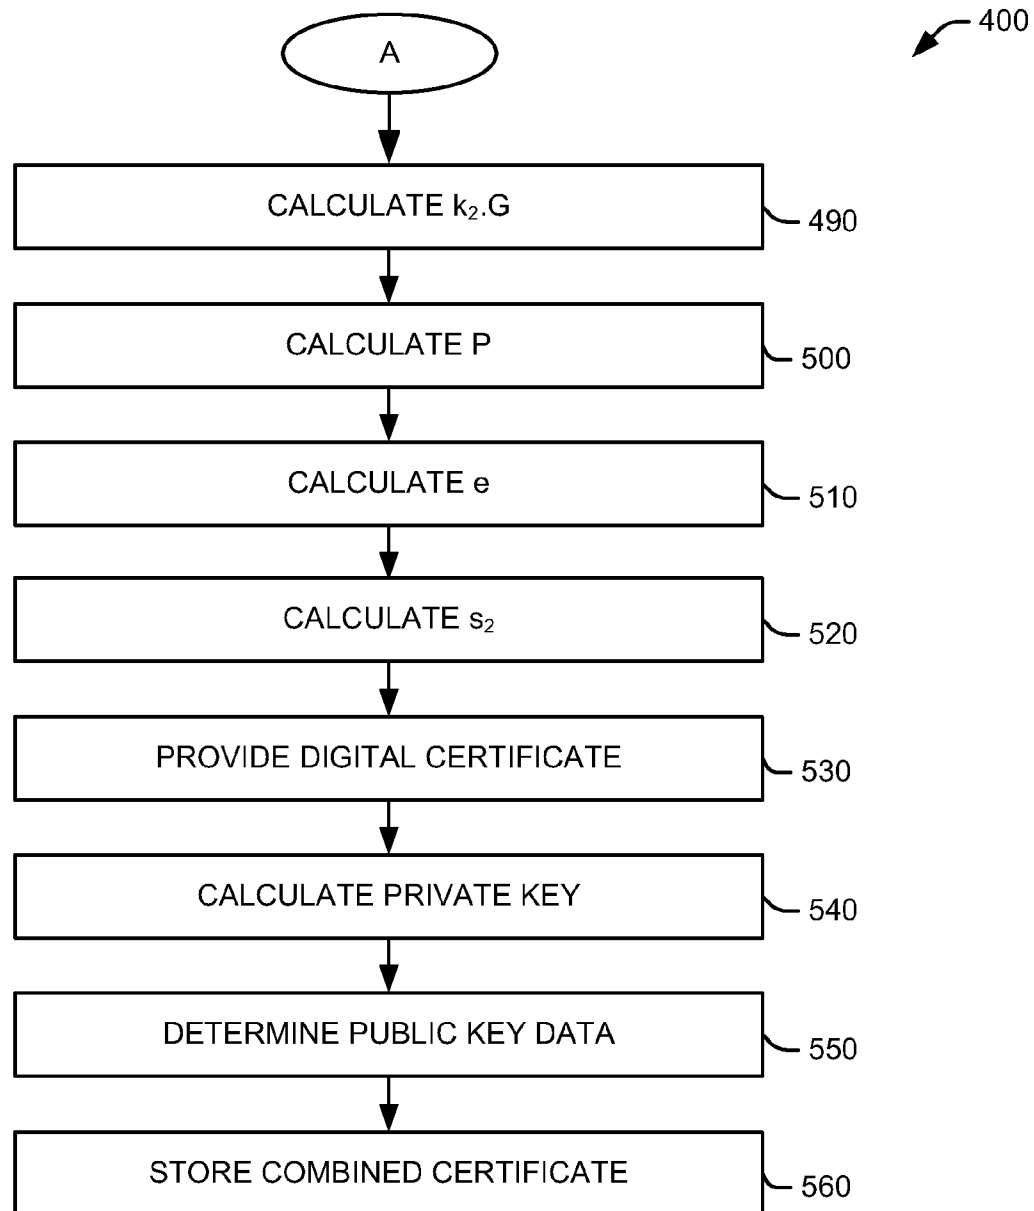 400
A
CALCULATE k₂.G
490
CALCULATE P
500
CALCULATE e
510
CALCULATE s₂
520
PROVIDE DIGITAL CERTIFICATE
530
CALCULATE PRIVATE KEY
540
DETERMINE PUBLIC KEY DATA
550
STORE COMBINED CERTIFICATE
560